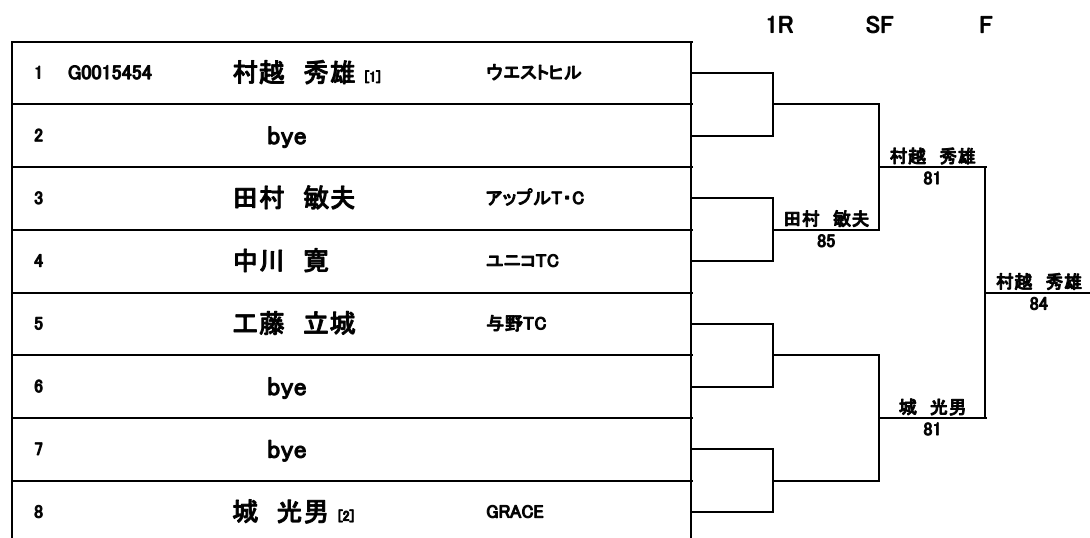 1R SF F
1 G0015454 村越 秀雄 [1] ウエストヒル
2 bye
村越 秀雄
81
3 田村 敏夫 アップルT・C
田村 敏夫
85
4 中川 寛 ユニコTC
村越 秀雄
84
5 工藤 立城 与野TC
6 bye
城 光男
81
7 bye
8 城 光男 [2] GRACE